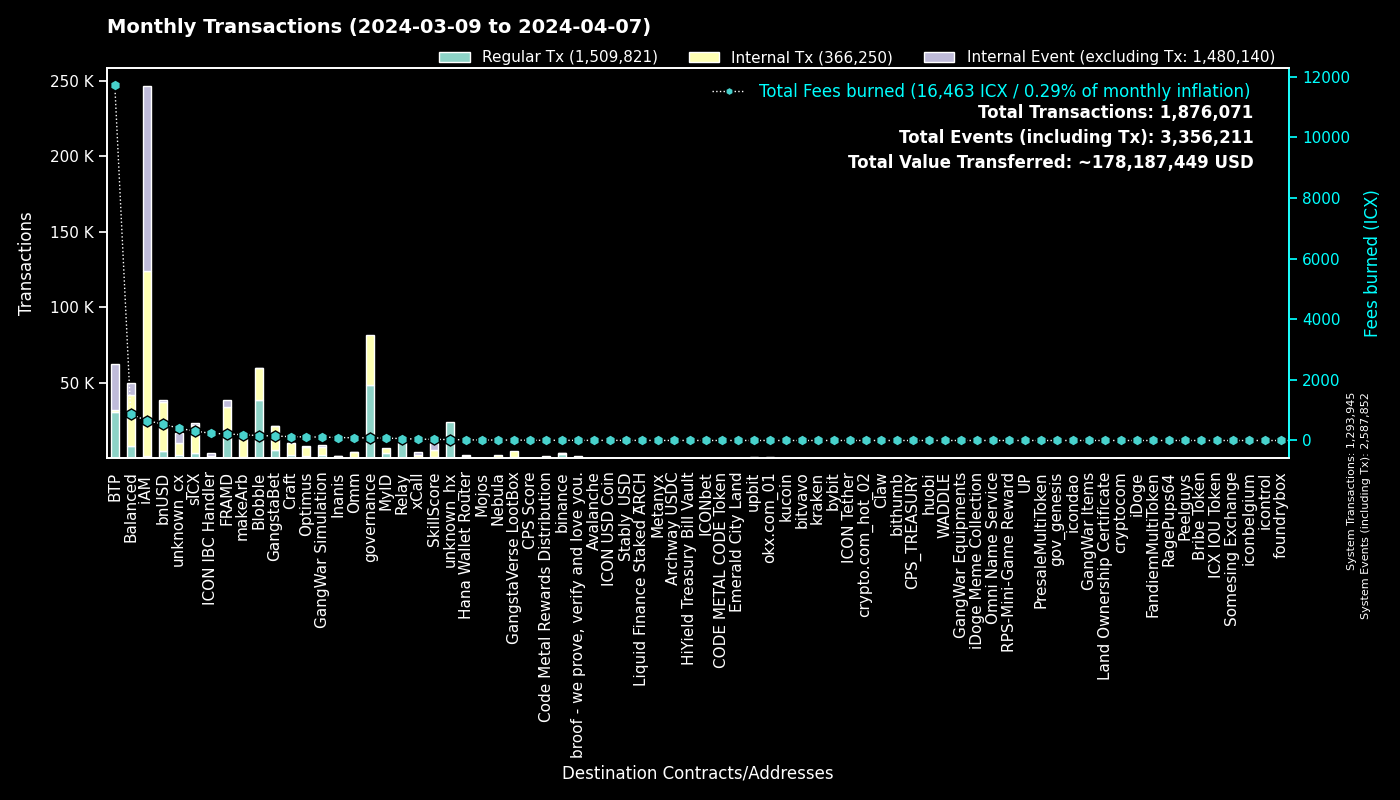 Monthly Transactions (2024-03-09 to 2024-04-07)
Regular Tx (1,509,821)
Internal Tx (366,250)
Internal Event (excluding Tx: 1,480,140)
Total Fees burned (16,463 ICX / 0.29% of monthly inflation)
Total Transactions: 1,876,071
Total Events (including Tx): 3,356,211
Total Value Transferred: ~178,187,449 USD
Transactions
250 K
200 K
150 K
100 K
50 K
12000
10000
8000
6000
4000
2000
0
Fees burned (ICX)
System Transactions: 1,293,945
System Events (including Tx): 2,587,852
BTP
Balanced
iAM
bnUSD
unknown_cx
sICX
ICON IBC Handler
FRAMD
makeArb
Blobble
GangstaBet
Craft
Optimus
GangWar Simulation
Inanis
Omm
governance
MyID
Relay
xCall
SkillScore
unknown_hx
Hana Wallet Router
Mojos
Nebula
GangstaVerse LootBox
CPS Score
Code Metal Rewards Distribution
binance
broof - we prove, verify and love you.
Avalanche
ICON USD Coin
Stably_USD
Liquid Finance Staked ARCH
Metanyx
Archway USDC
HiYield Treasury Bill Vault
ICONbet
CODE METAL CODE Token
Emerald City Land
upbit
okx.com_01
kucoin
bitvavo
kraken
bybit
ICON Tether
crypto.com_hot_02
Claw
bithumb
CPS_TREASURY
huobi
WADDLE
GangWar Equipments
iDoge Meme Collection
Omni Name Service
RPS-Mini-Game Reward
UP
PresaleMultiToken
gov_genesis
icondao
GangWar Items
Land Ownership Certificate
cryptocom
iDoge
FandiemMultiToken
RagePups64
Peelguys
Bribe Token
ICX IOU Token
Somesing Exchange
iconbelgium
icontrol
foundrybox
Destination Contracts/Addresses